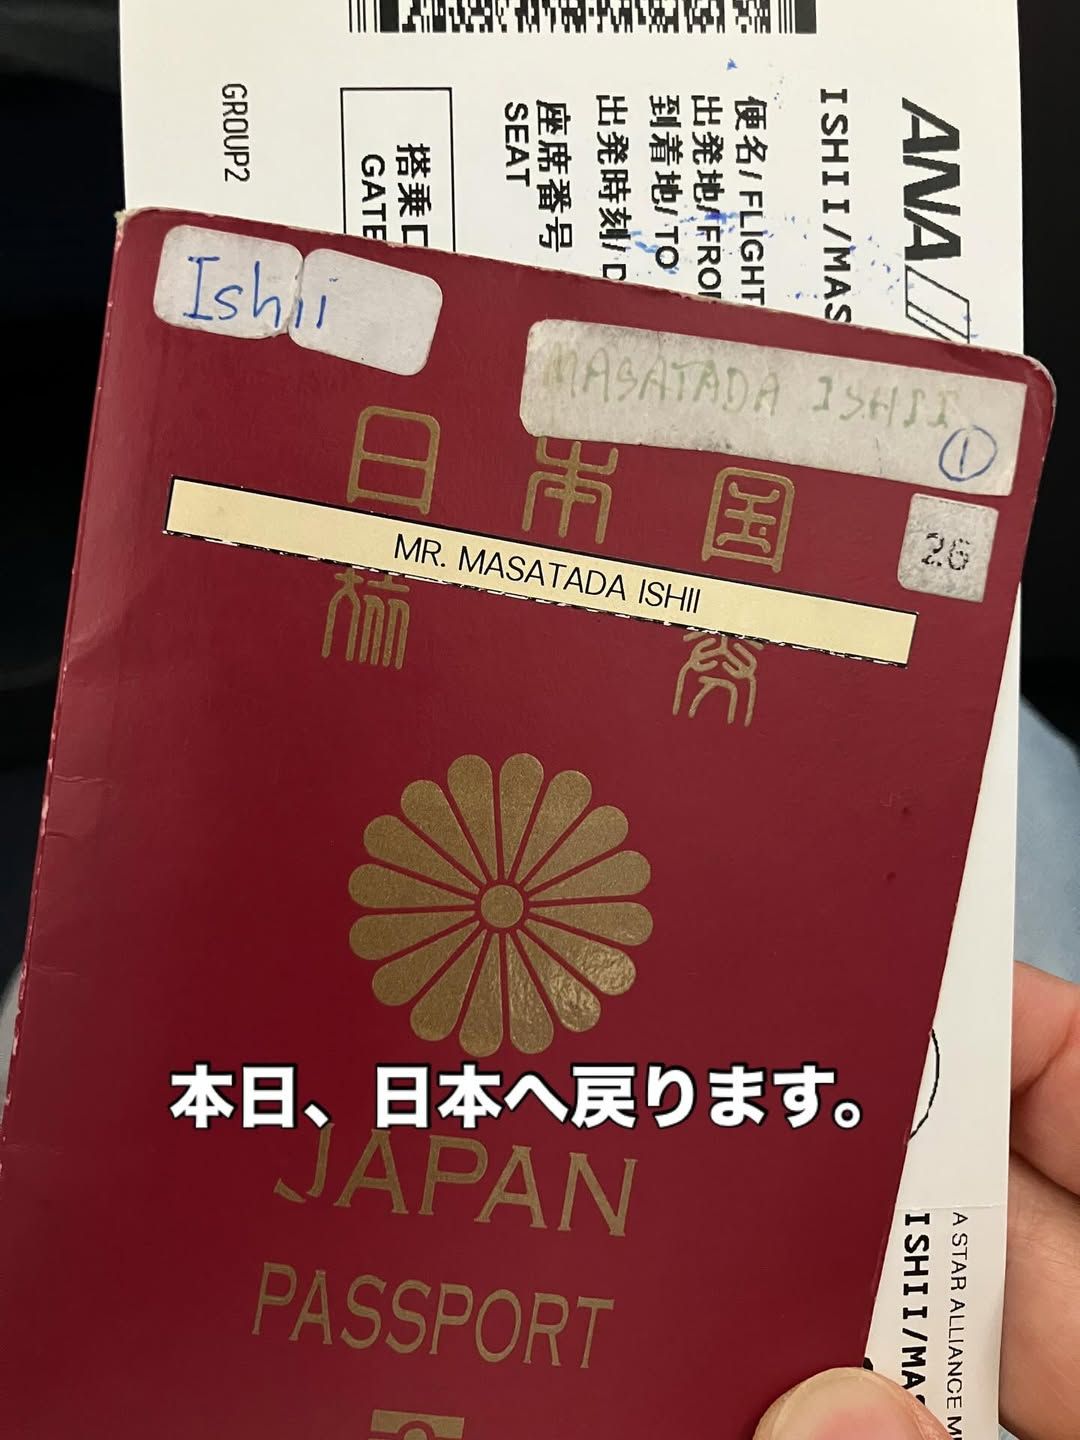 ANA
ISHII/MAS
便名/FLIGHT
出発地/FRO
到着地/TO
出発時刻/D
座席番号
SEAT
搭乗口
GATE
GROUP2
Ishii
MASATADA ISHII
①
26
日本国
MR. MASATADA ISHII
旅券
本日、日本へ戻ります。
JAPAN
PASSPORT
A STAR ALLIANCE M
ISHII/MAS